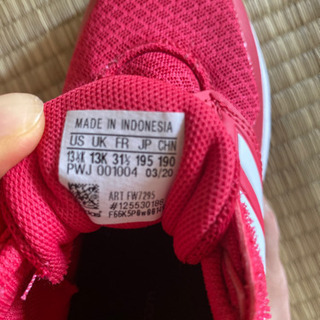 MADE IN INDONESIA
US UK FR JP CHN
13½K 13K 31½ 195 190
PWJ 001004 03/20
ART FW7295